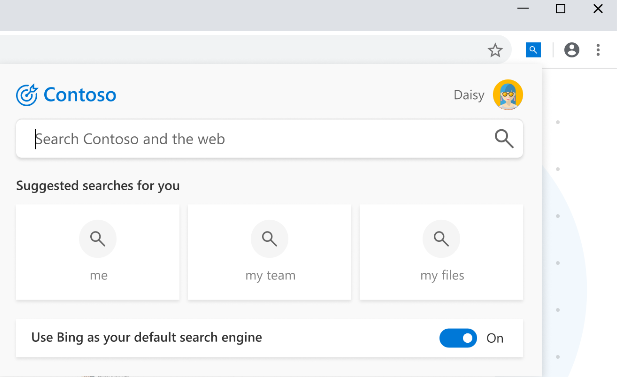 Contoso
Daisy
Search Contoso and the web
Suggested searches for you
me
my team
my files
Use Bing as your default search engine
On